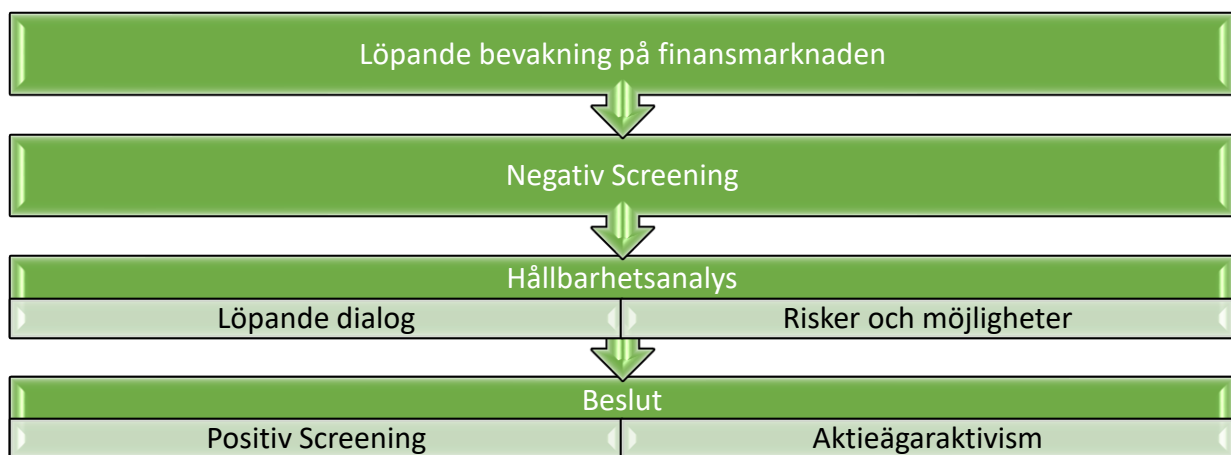 Löpande bevakning på finansmarknaden
Negativ Screening
Hållbarhetsanalys
Löpande dialog
Risker och möjligheter
Beslut
Positiv Screening
Aktieägaraktivism